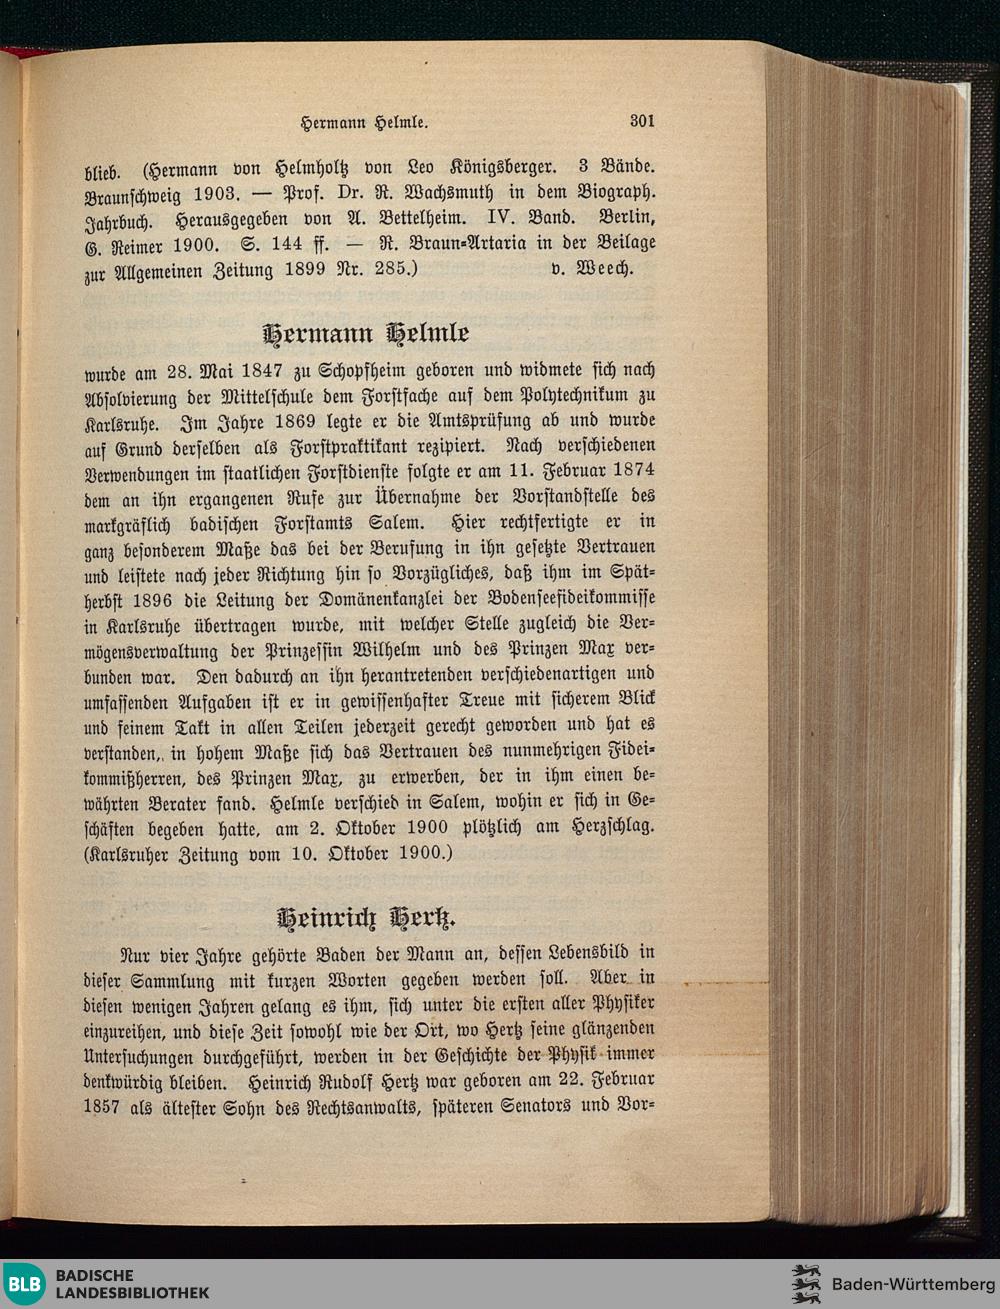 Hermann Helmle. 301
blieb. (Hermann von Helmholtz von Leo Königsberger. 3 Bände.
Braunschweig 1903. — Prof. Dr. R. Wachsmuth in dem Biograph.
Jahrbuch. Herausgegeben von A. Bettelheim. IV. Band. Berlin,
G. Reimer 1900. S. 144 ff. — R. Braun=Artaria in der Beilage
zur Allgemeinen Zeitung 1899 Nr. 285.) v. Weech.
Hermann Helmle
wurde am 28. Mai 1847 zu Schopfheim geboren und widmete sich nach
Absolvierung der Mittelschule dem Forstfache auf dem Polytechnikum zu
Karlsruhe. Im Jahre 1869 legte er die Amtsprüfung ab und wurde
auf Grund derselben als Forstpraktikant rezipiert. Nach verschiedenen
Verwendungen im staatlichen Forstdienste folgte er am 11. Februar 1874
dem an ihn ergangenen Rufe zur Übernahme der Vorstandstelle des
markgräflich badischen Forstamts Salem. Hier rechtfertigte er in
ganz besonderem Maße das bei der Berufung in ihn gesetzte Vertrauen
und leistete nach jeder Richtung hin so Vorzügliches, daß ihm im Spät=
herbst 1896 die Leitung der Domänenkanzlei der Bodenseefideikommisse
in Karlsruhe übertragen wurde, mit welcher Stelle zugleich die Ver=
mögensverwaltung der Prinzessin Wilhelm und des Prinzen Max ver=
bunden war. Den dadurch an ihn herantretenden verschiedenartigen und
umfassenden Aufgaben ist er in gewissenhafter Treue mit sicherem Blick
und feinem Takt in allen Teilen jederzeit gerecht geworden und hat es
verstanden, in hohem Maße sich das Vertrauen des nunmehrigen Fidei=
kommißherren, des Prinzen Max, zu erwerben, der in ihm einen be=
währten Berater fand. Helmle verschied in Salem, wohin er sich in Ge=
schäften begeben hatte, am 2. Oktober 1900 plötzlich am Herzschlag.
(Karlsruher Zeitung vom 10. Oktober 1900.)
Heinrich Hertz.
Nur vier Jahre gehörte Baden der Mann an, dessen Lebensbild in
dieser Sammlung mit kurzen Worten gegeben werden soll. Aber in
diesen wenigen Jahren gelang es ihm, sich unter die ersten aller Physiker
einzureihen, und diese Zeit sowohl wie der Ort, wo Hertz seine glänzenden
Untersuchungen durchgeführt, werden in der Geschichte der Physik immer
denkwürdig bleiben. Heinrich Rudolf Hertz war geboren am 22. Februar
1857 als ältester Sohn des Rechtsanwalts, späteren Senators und Vor=
BLB BADISCHE
LANDESBIBLIOTHEK
Baden-Württemberg